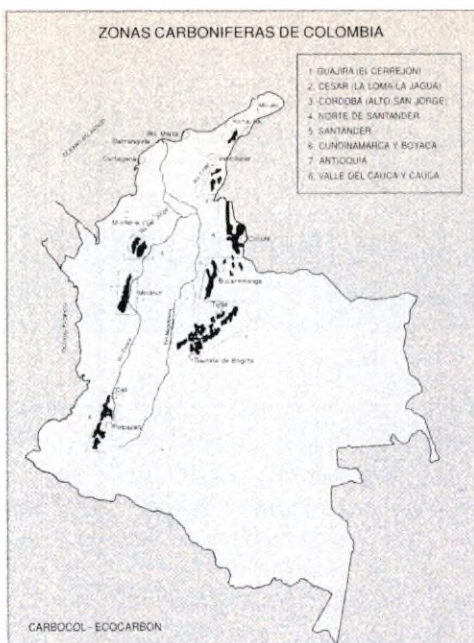 ZONAS CARBONIFERAS DE COLOMBIA
1 GUAJIRA (EL CERREJON)
2. CESAR (LA LOMA-LA JAGUA)
3 CORDOBA (ALTO SAN JORGE)
4 NORTE DE SANTANDER
5 SANTANDER
6 CUNDINAMARCA Y BOYACA
7 ANTIOQUIA
8 VALLE DEL CAUCA Y CAUCA
Sta. Marta
Barranquilla
Cartagena
Valledupar
Montería
Cúcuta
Bucaramanga
Medellín
Tunja
Santafé de Bogotá
Cali
Popayán
CARBOCOL - ECOCARBON